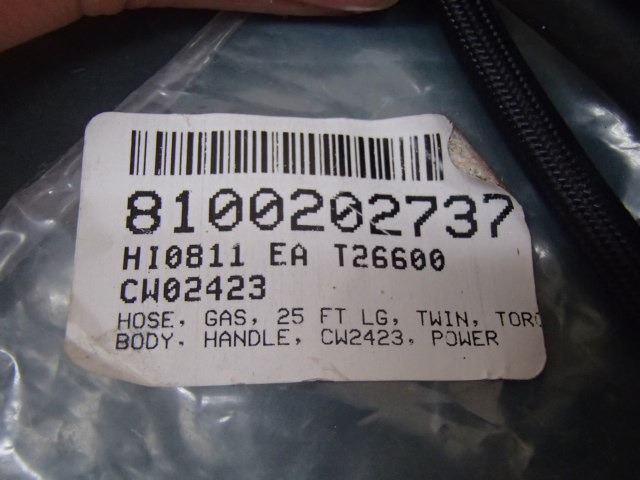 8100202737
HI0811 EA T26600
CW02423
HOSE, GAS, 25 FT LG, TWIN, TORC
BODY, HANDLE, CW2423, POWER